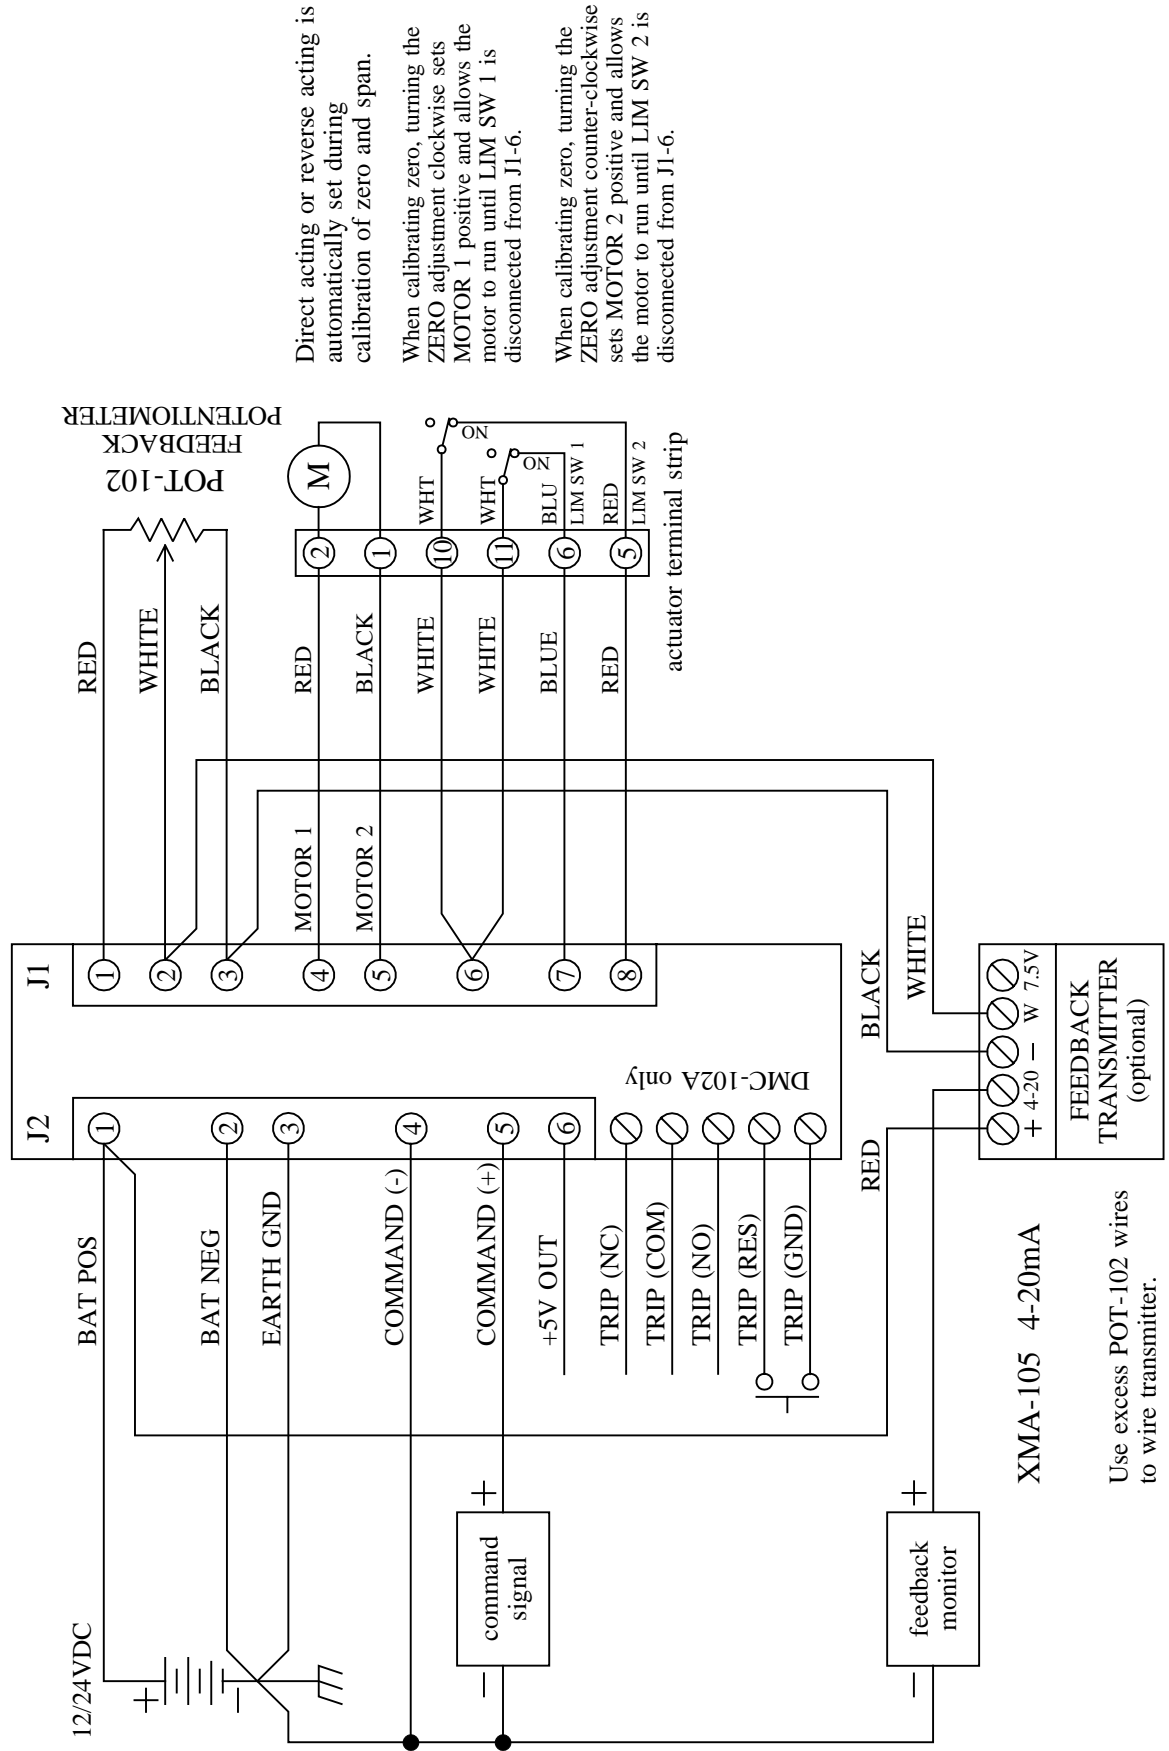 12/24VDC
+
−
BAT POS
BAT NEG
EARTH GND
COMMAND (-)
COMMAND (+)
+5V OUT
TRIP (NC)
TRIP (COM)
TRIP (NO)
TRIP (RES)
TRIP (GND)
−
command
signal
+
−
feedback
monitor
+
J2
1
2
3
4
5
6
DMC-102A only
J1
1
2
3
4
5
6
7
8
MOTOR 1
MOTOR 2
RED
WHITE
BLACK
RED
BLACK
WHITE
WHITE
BLUE
RED
POT-102
FEEDBACK
POTENTIOMETER
2
1
10
11
6
5
M
WHT
WHT
BLU
RED
NO
NO
LIM SW 1
LIM SW 2
actuator terminal strip
Direct acting or reverse acting is
automatically set during
calibration of zero and span.
When calibrating zero, turning the
ZERO adjustment clockwise sets
MOTOR 1 positive and allows the
motor to run until LIM SW 1 is
disconnected from J1-6.
When calibrating zero, turning the
ZERO adjustment counter-clockwise
sets MOTOR 2 positive and allows
the motor to run until LIM SW 2 is
disconnected from J1-6.
RED
BLACK
WHITE
+ 4-20 − W 7.5V
FEEDBACK
TRANSMITTER
(optional)
XMA-105 4-20mA
Use excess POT-102 wires
to wire transmitter.